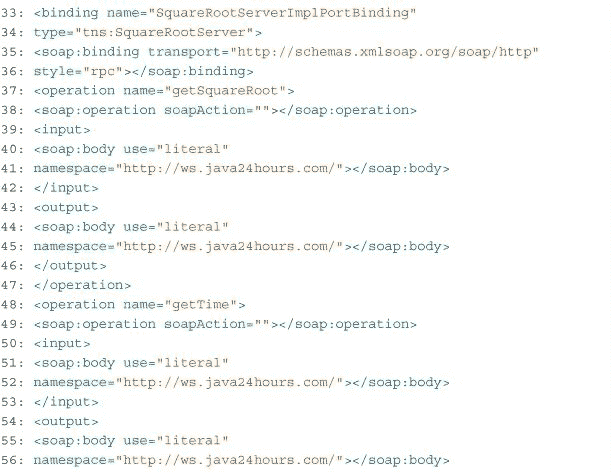 33: <binding name="SquareRootServerImplPortBinding"
34: type="tns:SquareRootServer">
35: <soap:binding transport="http://schemas.xmlsoap.org/soap/http"
36: style="rpc"></soap:binding>
37: <operation name="getSquareRoot">
38: <soap:operation soapAction=""></soap:operation>
39: <input>
40: <soap:body use="literal"
41: namespace="http://ws.java24hours.com/"></soap:body>
42: </input>
43: <output>
44: <soap:body use="literal"
45: namespace="http://ws.java24hours.com/"></soap:body>
46: </output>
47: </operation>
48: <operation name="getTime">
49: <soap:operation soapAction=""></soap:operation>
50: <input>
51: <soap:body use="literal"
52: namespace="http://ws.java24hours.com/"></soap:body>
53: </input>
54: <output>
55: <soap:body use="literal"
56: namespace="http://ws.java24hours.com/"></soap:body>